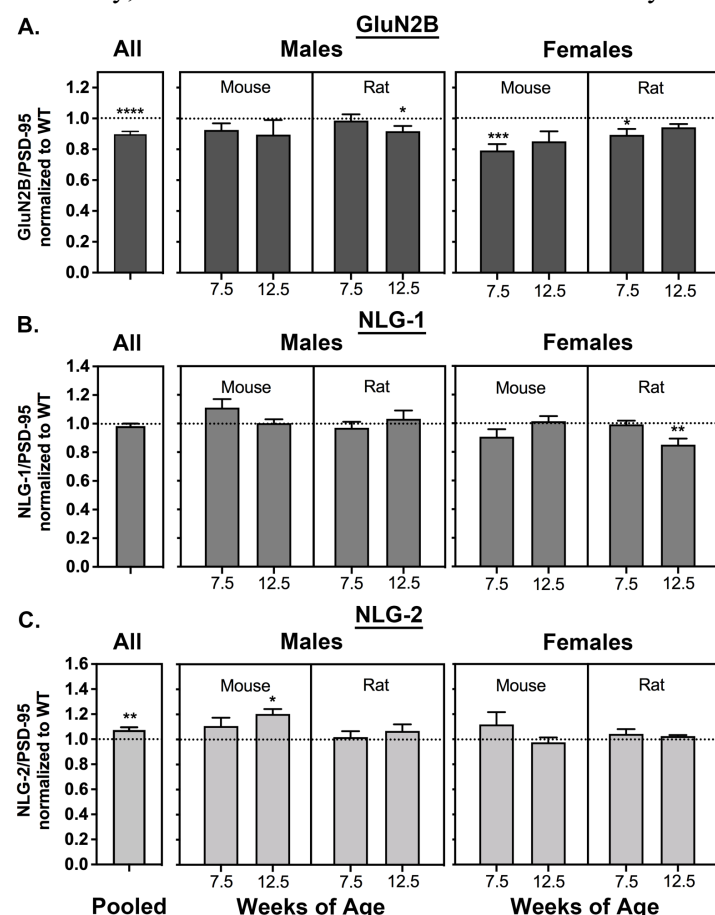 A.
GluN2B
All Males Females
GluN2B/PSD-95
normalized to WT
1.2
1.0
0.8
0.6
0.4
0.2
0.0
****
Mouse Rat
*
Mouse Rat
***
*
7.5 12.5 7.5 12.5 7.5 12.5 7.5 12.5
B.
NLG-1
All Males Females
NLG-1/PSD-95
normalized to WT
1.4
1.2
1.0
0.8
0.6
0.4
0.2
0.0
Mouse Rat
Mouse Rat
**
7.5 12.5 7.5 12.5 7.5 12.5 7.5 12.5
C.
NLG-2
All Males Females
NLG-2/PSD-95
normalized to WT
1.6
1.4
1.2
1.0
0.8
0.6
0.4
0.2
0.0
**
Mouse Rat
*
Mouse Rat
7.5 12.5 7.5 12.5 7.5 12.5 7.5 12.5
Pooled Weeks of Age Weeks of Age